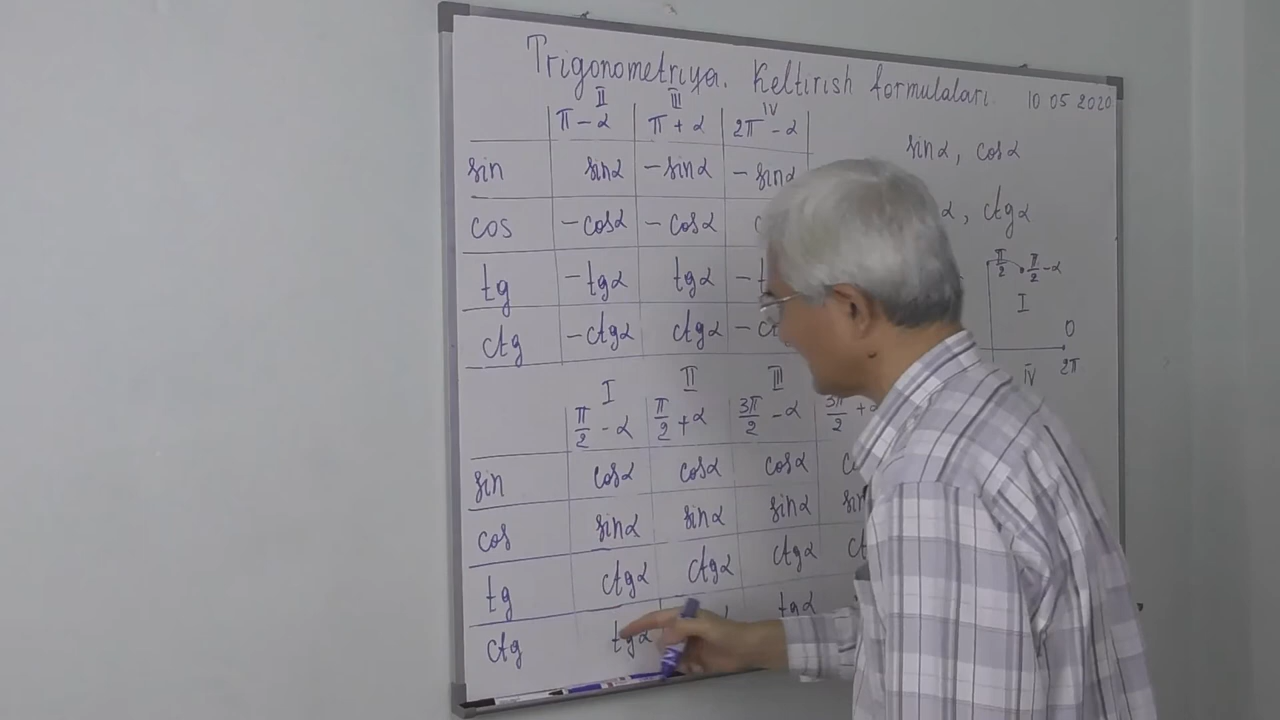 Trigonometriya. Keltirish formulalari. 10 05 2020
II III IV
π-α π+α 2π-α
sin sinα -sinα -sinα
cos -cosα -cosα
tg -tgα tgα
ctg -ctgα ctgα
I II III
π/2-α π/2+α 3π/2-α 3π/2+α
sin cosα cosα cosα
cos sinα sinα sinα
tg ctgα ctgα ctgα
ctg tgα tgα
sinα, cosα
α, ctgα
π/2 π/2-α
I
0
IV 2π